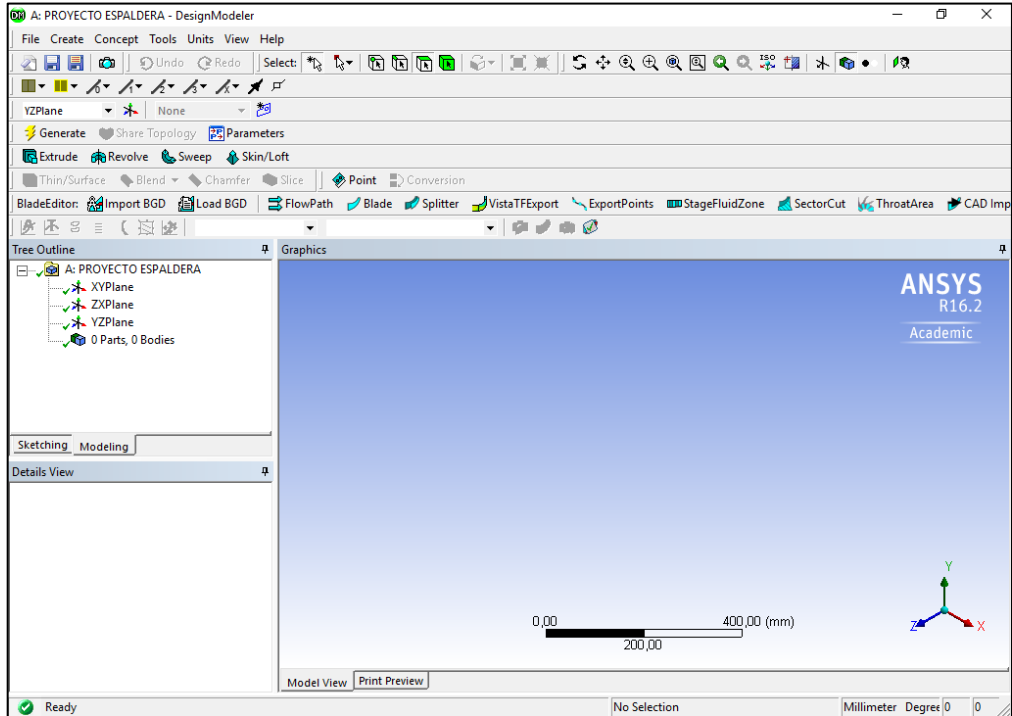 A: PROYECTO ESPALDERA - DesignModeler
File Create Concept Tools Units View Help
Undo Redo Select: ISO
YZPlane None
Generate Share Topology Parameters
Extrude Revolve Sweep Skin/Loft
Thin/Surface Blend Chamfer Slice Point Conversion
BladeEditor: Import BGD Load BGD FlowPath Blade Splitter VistaTFExport ExportPoints StageFluidZone SectorCut ThroatArea CAD Imp
Tree Outline
A: PROYECTO ESPALDERA
XYPlane
ZXPlane
YZPlane
0 Parts, 0 Bodies
Sketching Modeling
Details View
Graphics
ANSYS
R16.2
Academic
0,00 400,00 (mm)
200,00
Y
Z X
Model View Print Preview
Ready No Selection Millimeter Degree 0 0